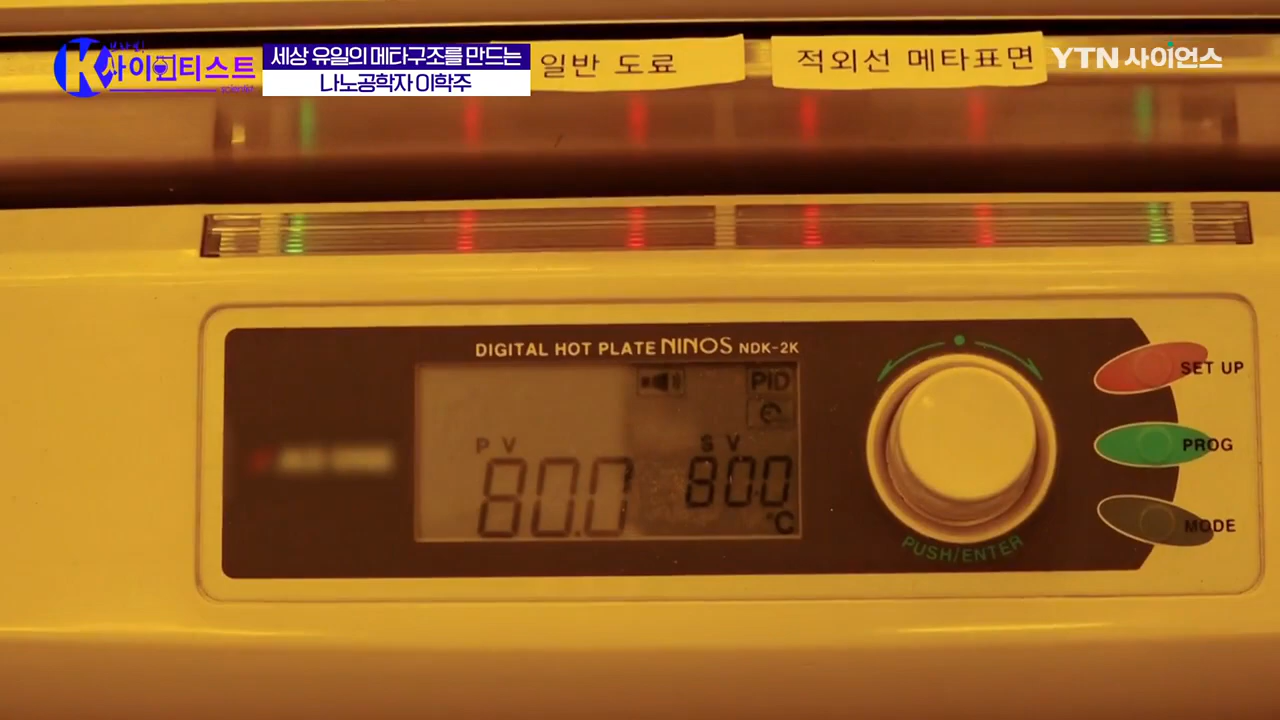 사이언티스트
scientist
세상 유일의 메타구조를 만드는
나노공학자 이학주
일반 도료
적외선 메타표면
YTN 사이언스
DIGITAL HOT PLATE NINOS NDK-2K
PID
PV
SV
80.0
80.0
°C
PUSH/ENTER
SET UP
PROG
MODE